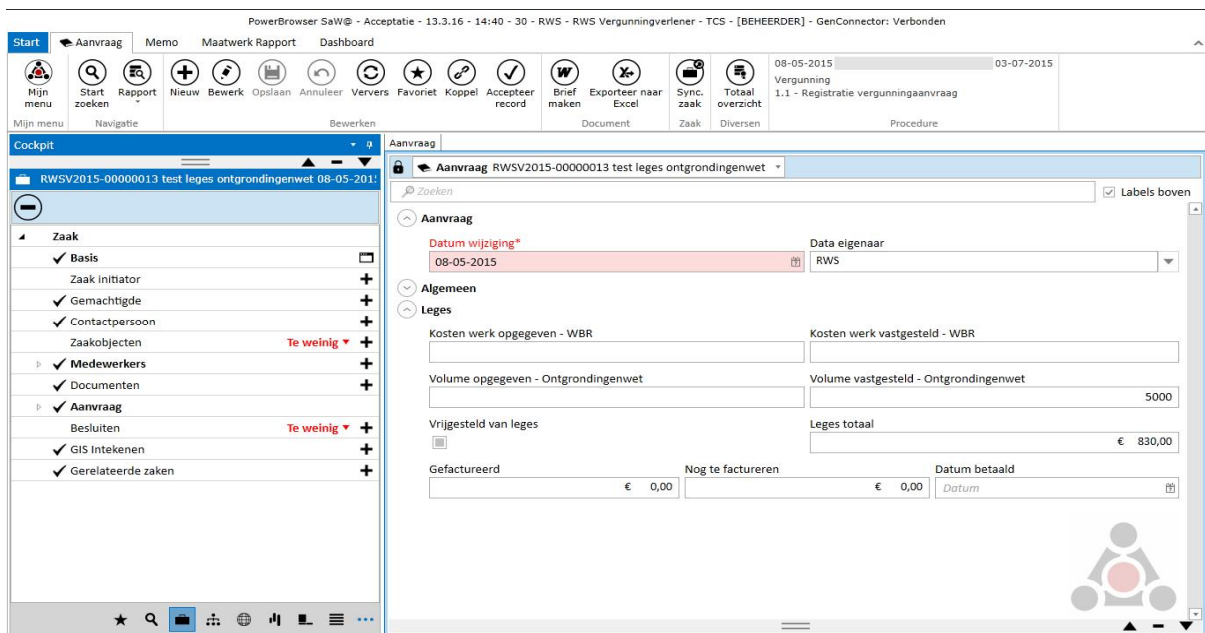 PowerBrowser SaW@ - Acceptatie - 13.3.16 - 14:40 - 30 - RWS - RWS Vergunningverlener - TCS - [BEHEERDER] - GenConnector: Verbonden
Start Aanvraag Memo Maatwerk Rapport Dashboard
Mijn menu Start zoeken Rapport Nieuw Bewerk Opslaan Annuleer Ververs Favoriet Koppel Accepteer record Brief maken Exporteer naar Excel Sync. zaak Totaal overzicht
08-05-2015 03-07-2015
Vergunning
1.1 - Registratie vergunningaanvraag
Mijn menu Navigatie Bewerken Document Zaak Diversen Procedure
Cockpit
RWSV2015-00000013 test leges ontgrondingenwet 08-05-201
Zaak
Basis
Zaak initiator
Gemachtigde
Contactpersoon
Zaakobjecten Te weinig
Medewerkers
Documenten
Aanvraag
Besluiten Te weinig
GIS Intekenen
Gerelateerde zaken
Aanvraag
Aanvraag RWSV2015-00000013 test leges ontgrondingenwet
Zoeken Labels boven
Aanvraag
Datum wijziging* Data eigenaar
08-05-2015 RWS
Algemeen
Leges
Kosten werk opgegeven - WBR Kosten werk vastgesteld - WBR
Volume opgegeven - Ontgrondingenwet Volume vastgesteld - Ontgrondingenwet
5000
Vrijgesteld van leges Leges totaal
€ 830,00
Gefactureerd Nog te factureren Datum betaald
€ 0,00 € 0,00 Datum